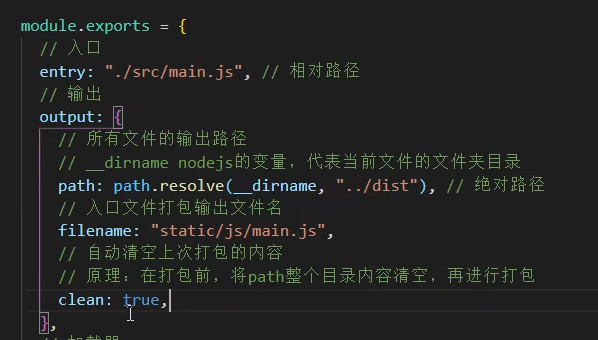 module.exports = {
// 入口
entry: "./src/main.js", // 相对路径
// 输出
output: {
// 所有文件的输出路径
// __dirname nodejs的变量，代表当前文件的文件夹目录
path: path.resolve(__dirname, "../dist"), // 绝对路径
// 入口文件打包输出文件名
filename: "static/js/main.js",
// 自动清空上次打包的内容
// 原理：在打包前，将path整个目录内容清空，再进行打包
clean: true,
},
// 加载器